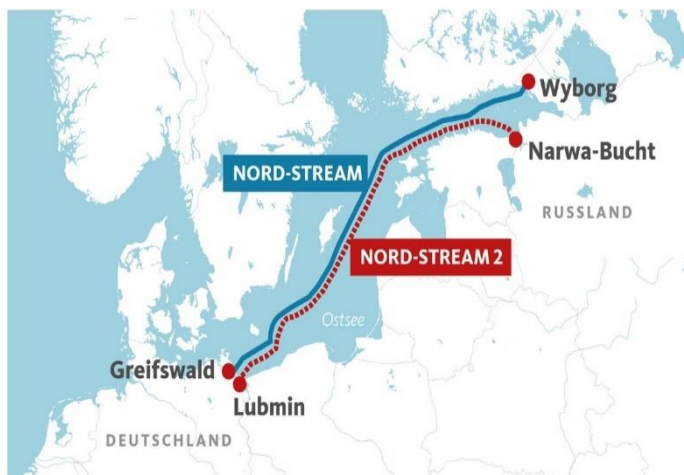 Wyborg
Narwa-Bucht
NORD-STREAM
RUSSLAND
NORD-STREAM 2
Ostsee
Greifswald
Lubmin
DEUTSCHLAND